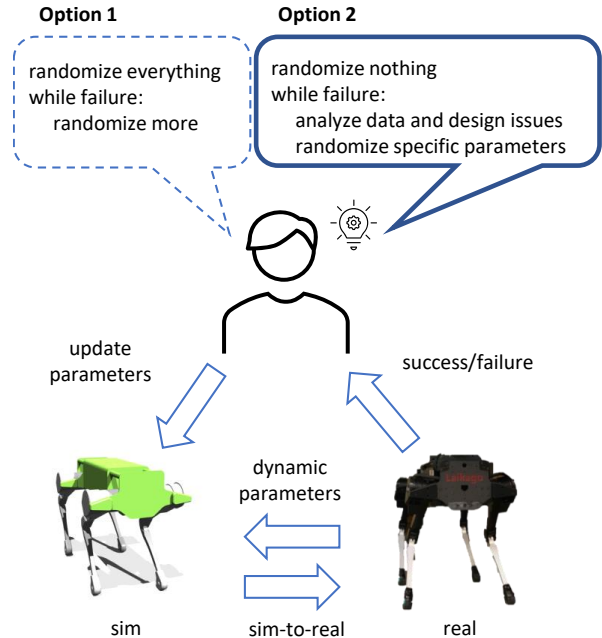 Option 1
Option 2
randomize everything
while failure:
randomize more
randomize nothing
while failure:
analyze data and design issues
randomize specific parameters
update
parameters
success/failure
dynamic
parameters
Laikago
sim
sim-to-real
real